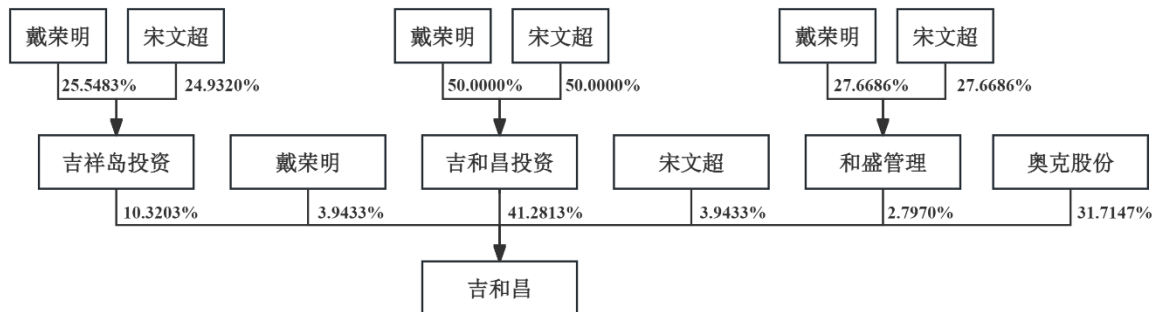 戴荣明 宋文超 戴荣明 宋文超 戴荣明 宋文超
25.5483% 24.9320% 50.0000% 50.0000% 27.6686% 27.6686%
吉祥岛投资 戴荣明 吉和昌投资 宋文超 和盛管理 奥克股份
10.3203% 3.9433% 41.2813% 3.9433% 2.7970% 31.7147%
吉和昌